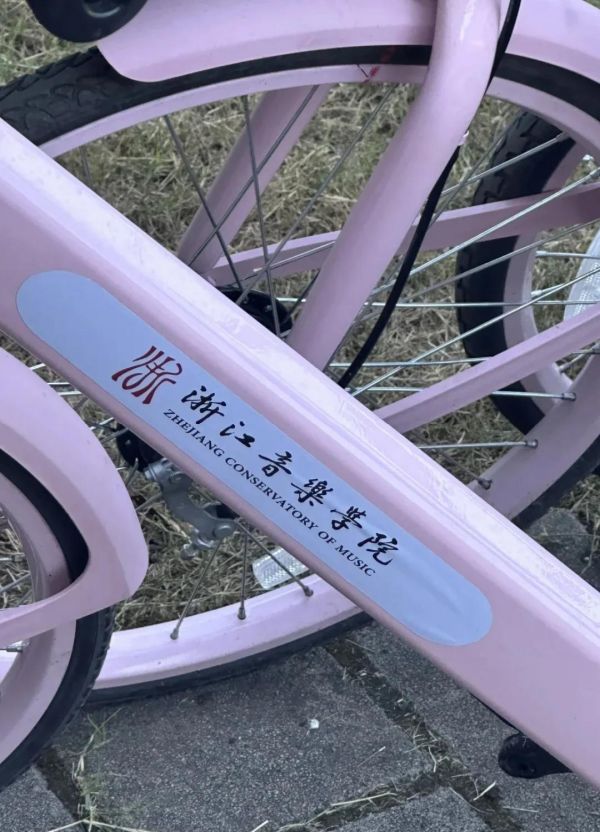 浙江音樂學院
ZHEJIANG CONSERVATORY OF MUSIC